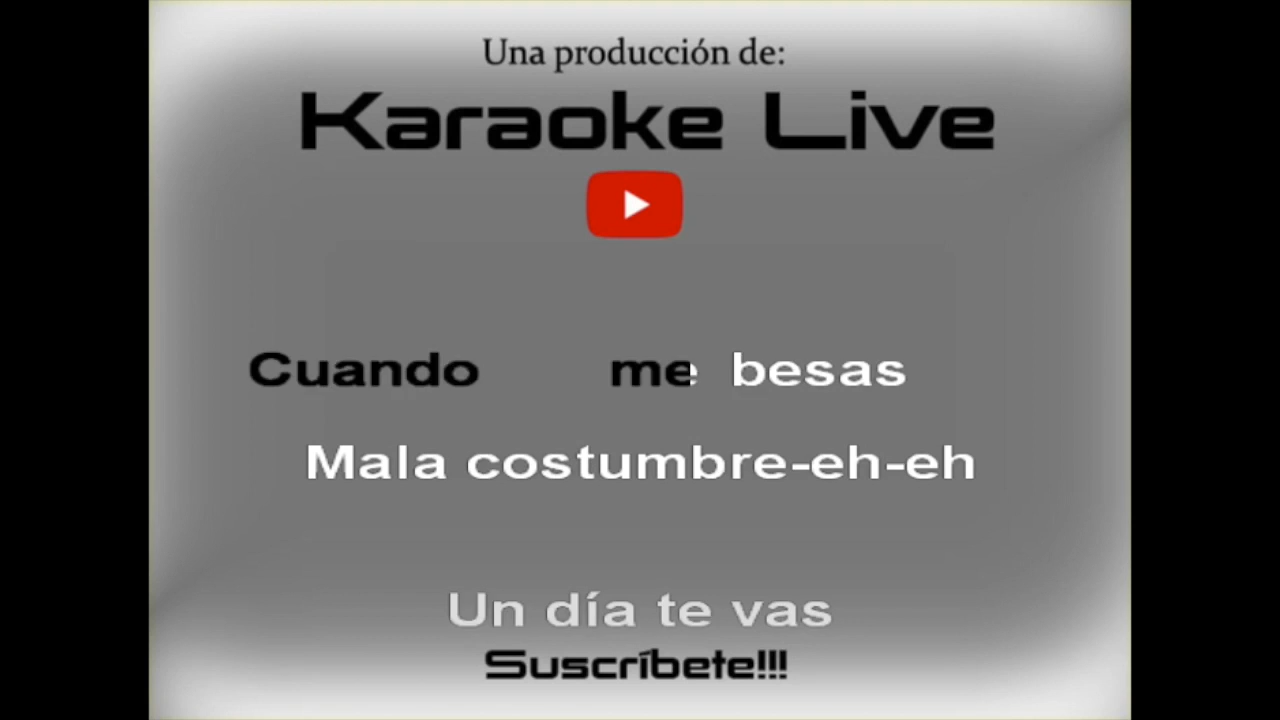 Una producción de:
Karaoke Live
Cuando me besas
Mala costumbre-eh-eh
Un día te vas
Suscríbete!!!